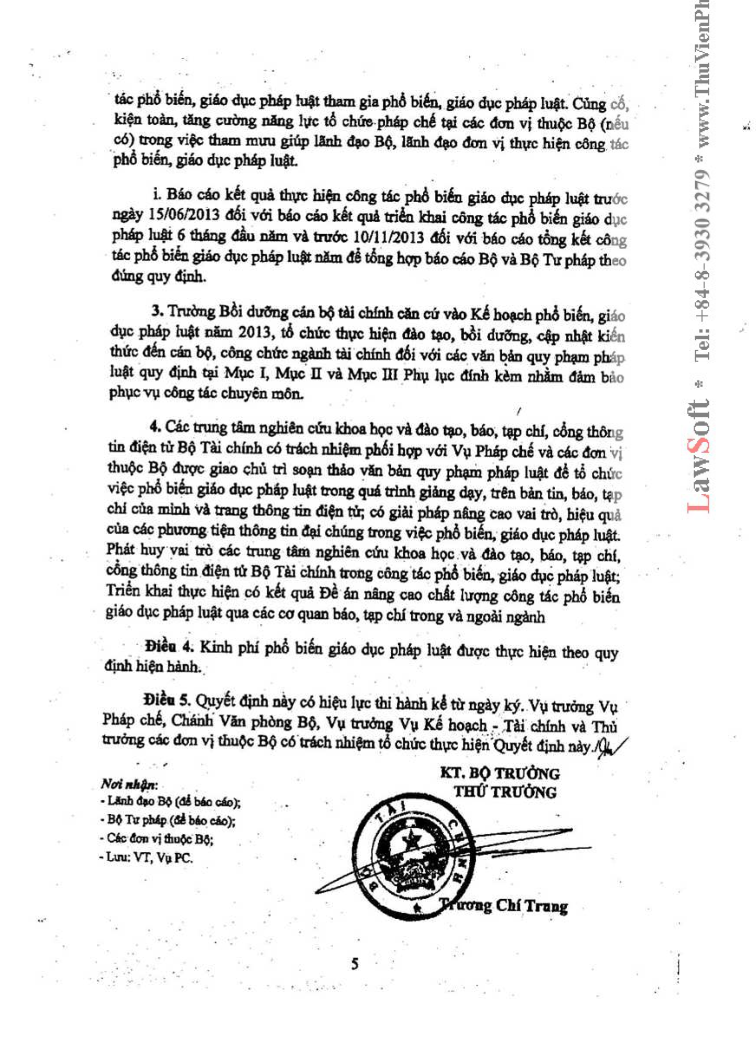 tác phổ biến, giáo dục pháp luật tham gia phổ biến, giáo dục pháp luật. Củng cố,
kiện toàn, tăng cường năng lực tổ chức pháp chế tại các đơn vị thuộc Bộ (nếu
có) trong việc tham mưu giúp lãnh đạo Bộ, lãnh đạo đơn vị thực hiện công tác
phổ biến, giáo dục pháp luật.
i. Báo cáo kết quả thực hiện công tác phổ biến giáo dục pháp luật trước
ngày 15/06/2013 đối với báo cáo kết quả triển khai công tác phổ biến giáo dục
pháp luật 6 tháng đầu năm và trước 10/11/2013 đối với báo cáo tổng kết công
tác phổ biến giáo dục pháp luật năm để tổng hợp báo cáo Bộ và Bộ Tư pháp theo
đúng quy định.
3. Trường Bồi dưỡng cán bộ tài chính căn cứ vào Kế hoạch phổ biến, giáo
dục pháp luật năm 2013, tổ chức thực hiện đào tạo, bồi dưỡng, cập nhật kiến
thức đến cán bộ, công chức ngành tài chính đối với các văn bản quy phạm pháp
luật quy định tại Mục I, Mục II và Mục III Phụ lục đính kèm nhằm đảm bảo
phục vụ công tác chuyên môn.
4. Các trung tâm nghiên cứu khoa học và đào tạo, báo, tạp chí, cổng thông
tin điện tử Bộ Tài chính có trách nhiệm phối hợp với Vụ Pháp chế và các đơn vị
thuộc Bộ được giao chủ trì soạn thảo văn bản quy phạm pháp luật để tổ chức
việc phổ biến giáo dục pháp luật trong quá trình giảng dạy, trên bản tin, báo, tạp
chí của mình và trang thông tin điện tử; có giải pháp nâng cao vai trò, hiệu quả
của các phương tiện thông tin đại chúng trong việc phổ biến, giáo dục pháp luật.
Phát huy vai trò các trung tâm nghiên cứu khoa học và đào tạo, báo, tạp chí,
cổng thông tin điện tử Bộ Tài chính trong công tác phổ biến, giáo dục pháp luật;
Triển khai thực hiện có kết quả Đề án nâng cao chất lượng công tác phổ biến
giáo dục pháp luật qua các cơ quan báo, tạp chí trong và ngoài ngành
Điều 4. Kinh phí phổ biến giáo dục pháp luật được thực hiện theo quy
định hiện hành.
Điều 5. Quyết định này có hiệu lực thi hành kể từ ngày ký. Vụ trưởng Vụ
Pháp chế, Chánh Văn phòng Bộ, Vụ trưởng Vụ Kế hoạch - Tài chính và Thủ
trưởng các đơn vị thuộc Bộ có trách nhiệm tổ chức thực hiện Quyết định này./.
KT. BỘ TRƯỞNG
THỨ TRƯỞNG
Nơi nhận:
- Lãnh đạo Bộ (để báo cáo);
- Bộ Tư pháp (để báo cáo);
- Các đơn vị thuộc Bộ;
- Lưu: VT, Vụ PC.
BỘ TÀI CHÍNH
Trương Chí Trung
5
LawSoft * Tel: +84-8-3930 3279 * www.ThuVienPh